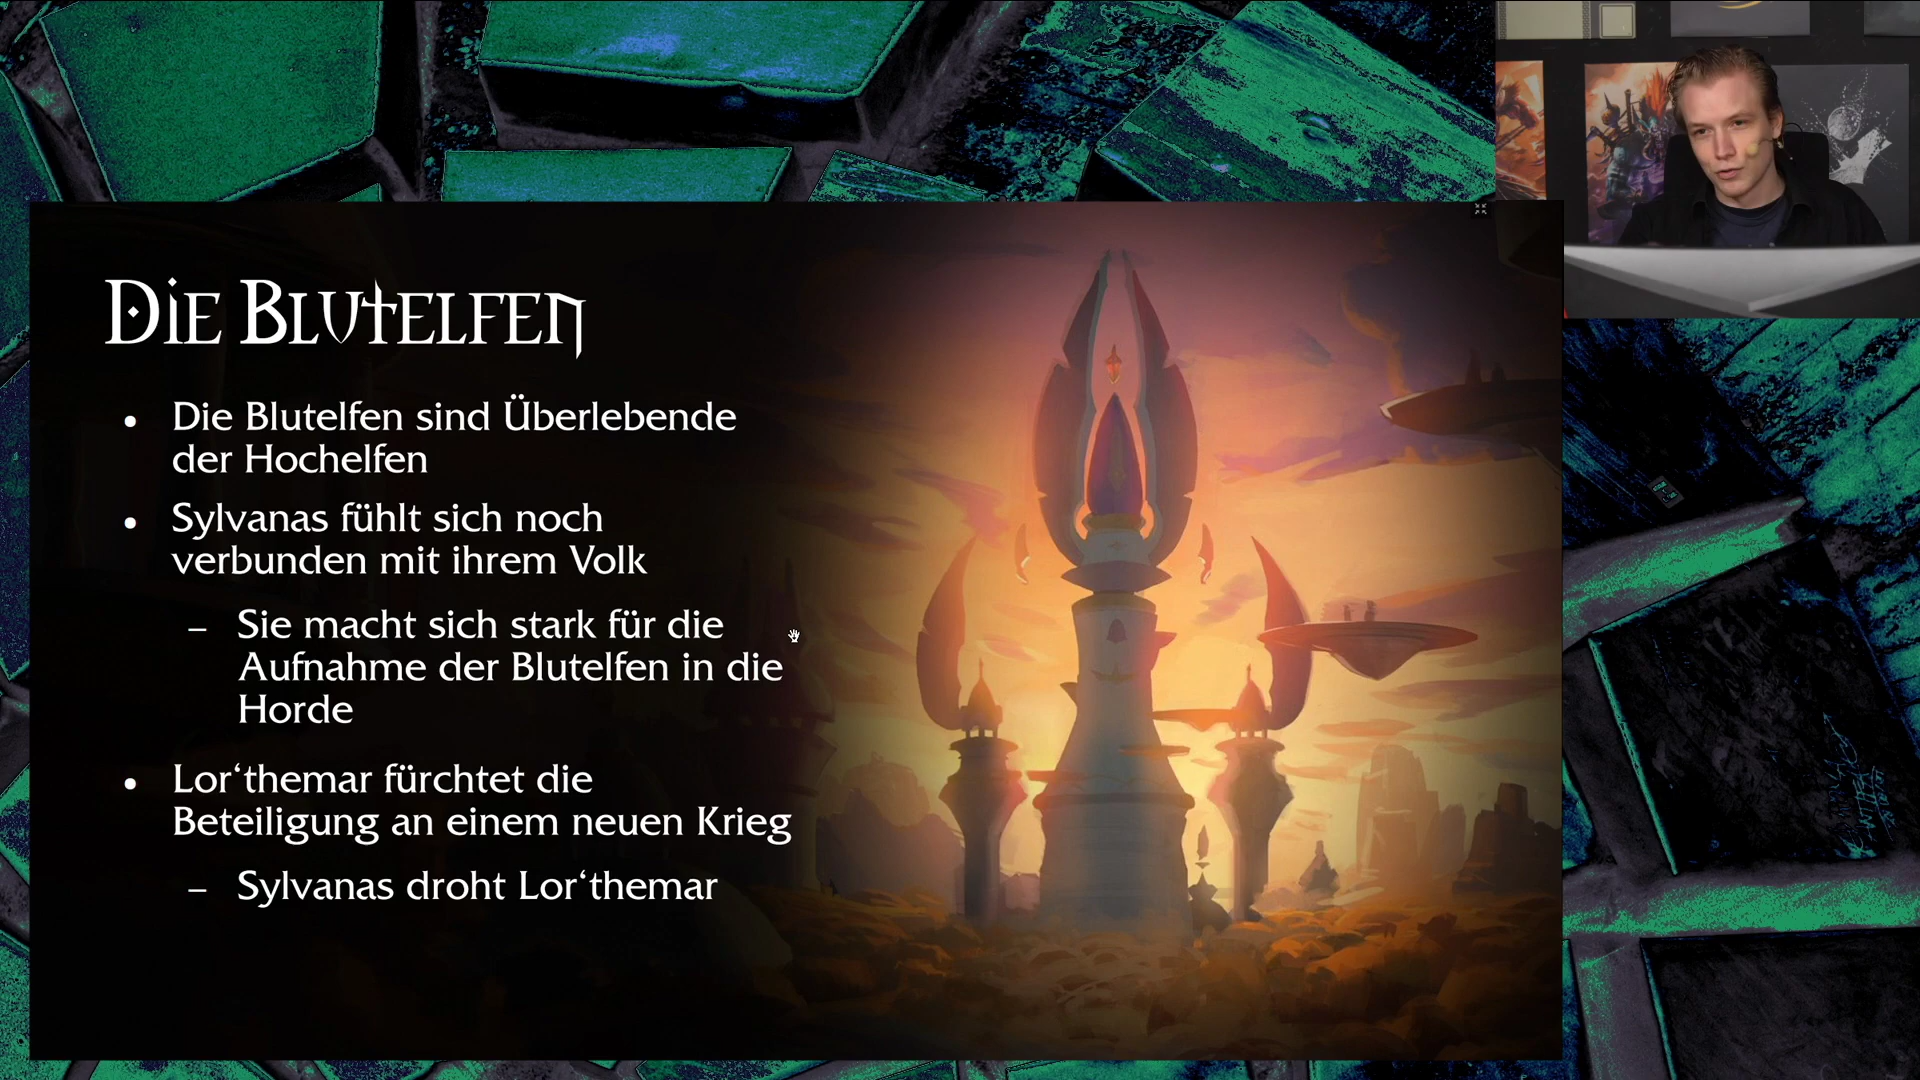 Die Blutelfen
• Die Blutelfen sind Überlebende
der Hochelfen
• Sylvanas fühlt sich noch
verbunden mit ihrem Volk
– Sie macht sich stark für die
Aufnahme der Blutelfen in die
Horde
• Lor‘themar fürchtet die
Beteiligung an einem neuen Krieg
– Sylvanas droht Lor‘themar